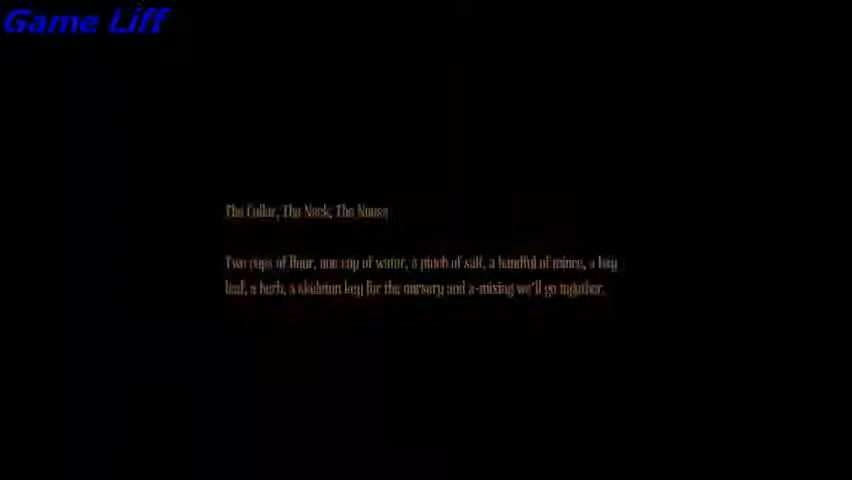 Game Liff
The Collar, The Neck, The Noose
Two cups of flour, one cup of water, a pinch of salt, a handful of mince, a bay
leaf, a herb, a skeleton key for the nursery and a-mixing we'll go together.